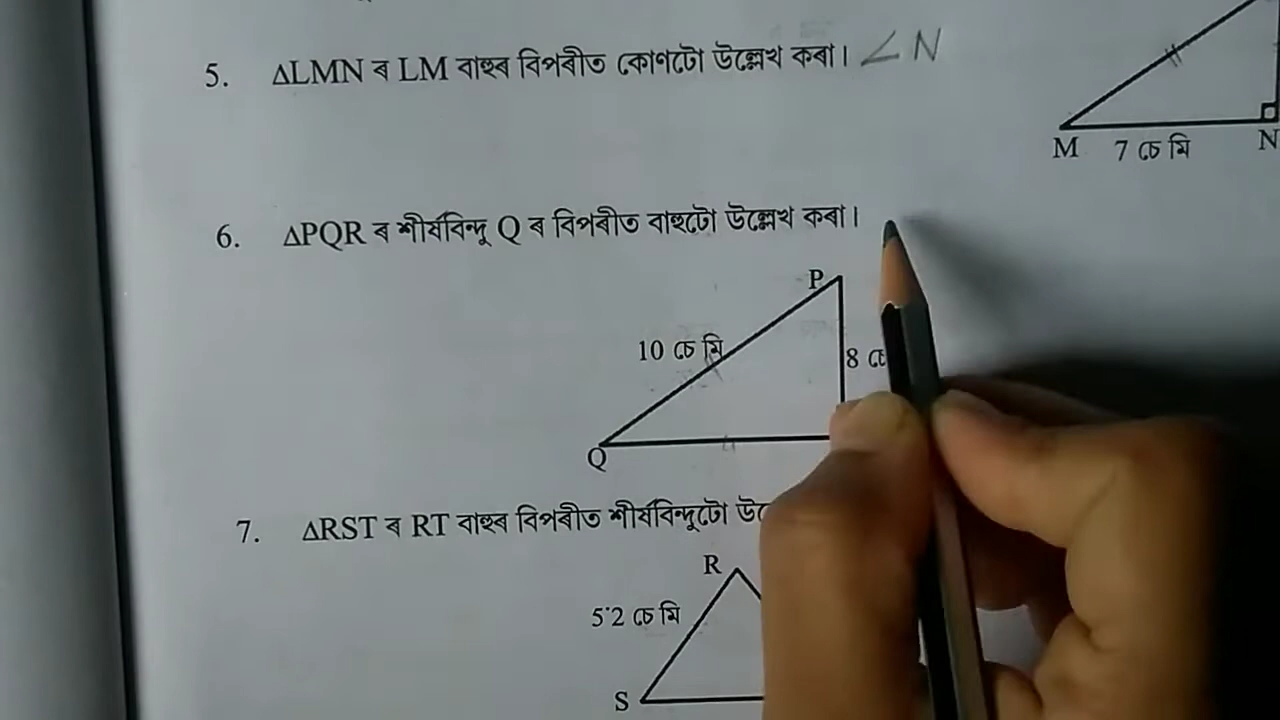 5. ΔLMN ৰ LM বাহুৰ বিপৰীত কোণটো উল্লেখ কৰা। ∠N
M 7 চে মি N
6. ΔPQR ৰ শীৰ্ষবিন্দু Q ৰ বিপৰীত বাহুটো উল্লেখ কৰা।
P
10 চে মি 8 চে
Q
7. ΔRST ৰ RT বাহুৰ বিপৰীত শীৰ্ষবিন্দুটো
R
5·2 চে মি
S